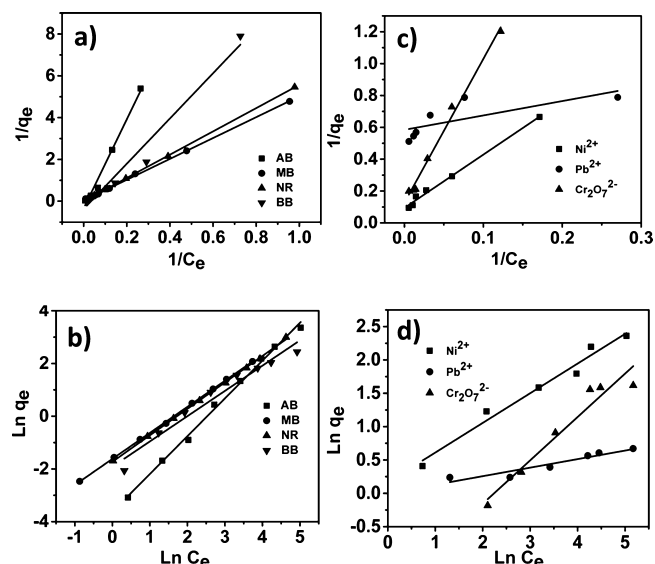 a)
1/qe
8
6
4
2
0
0.0 0.2 0.4 0.6 0.8 1.0
1/Ce
AB
MB
NR
BB
c)
1/qe
1.2
1.0
0.8
0.6
0.4
0.2
0.0
0.0 0.1 0.2 0.3
1/Ce
Ni2+
Pb2+
Cr2O72-
b)
Ln qe
4
2
0
-2
-4
-1 0 1 2 3 4 5
Ln Ce
AB
MB
NR
BB
d)
Ln qe
2.5
2.0
1.5
1.0
0.5
0.0
-0.5
0 1 2 3 4 5
Ln Ce
Ni2+
Pb2+
Cr2O72-